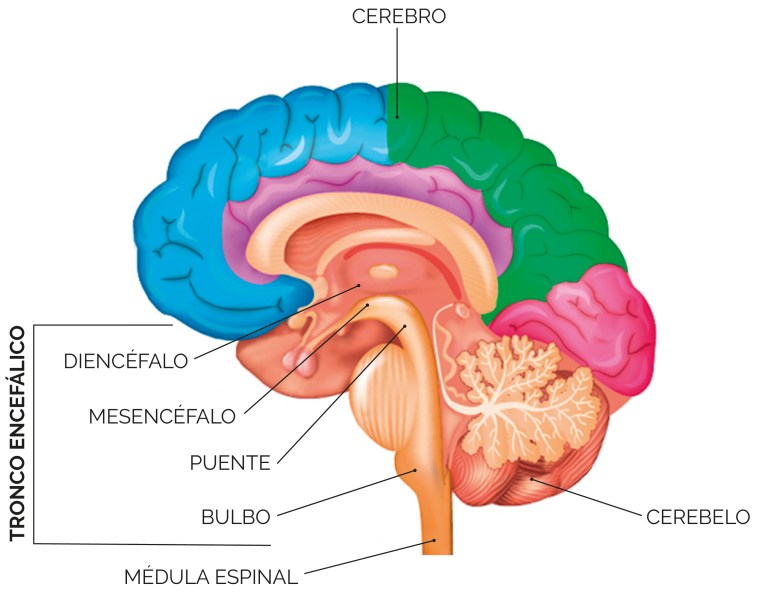 CEREBRO
TRONCO ENCEFÁLICO
DIENCÉFALO
MESENCÉFALO
PUENTE
BULBO
CEREBELO
MÉDULA ESPINAL